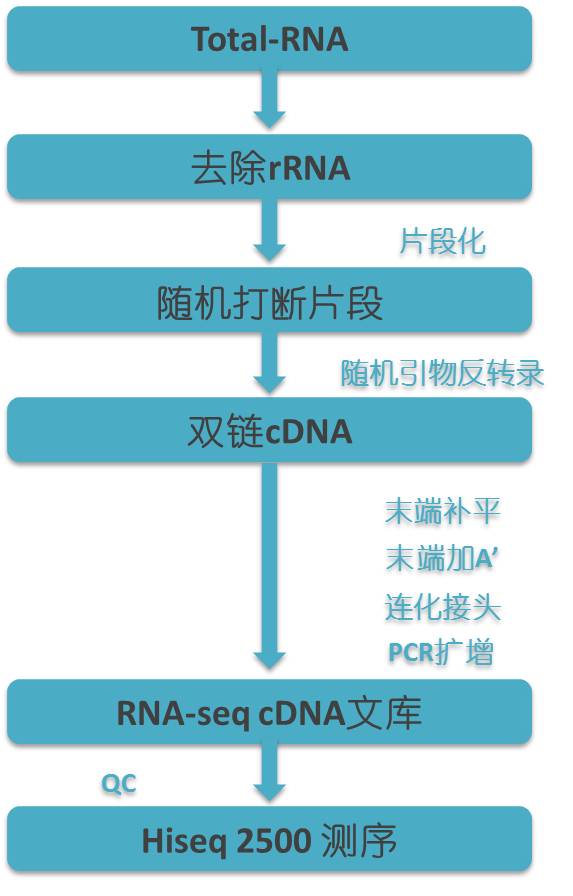 Total-RNA
去除rRNA
片段化
随机打断片段
随机引物反转录
双链cDNA
末端补平
末端加A’
连化接头
PCR扩增
RNA-seq cDNA文库
QC
Hiseq 2500 测序